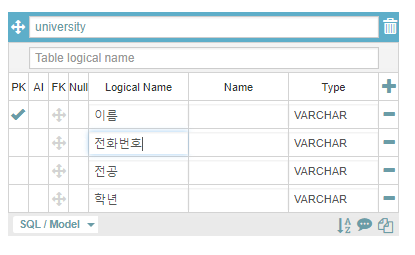 university
Table logical name
PK AI FK Null Logical Name Name Type
이름 VARCHAR
전화번호 VARCHAR
전공 VARCHAR
학년 VARCHAR
SQL / Model A Z